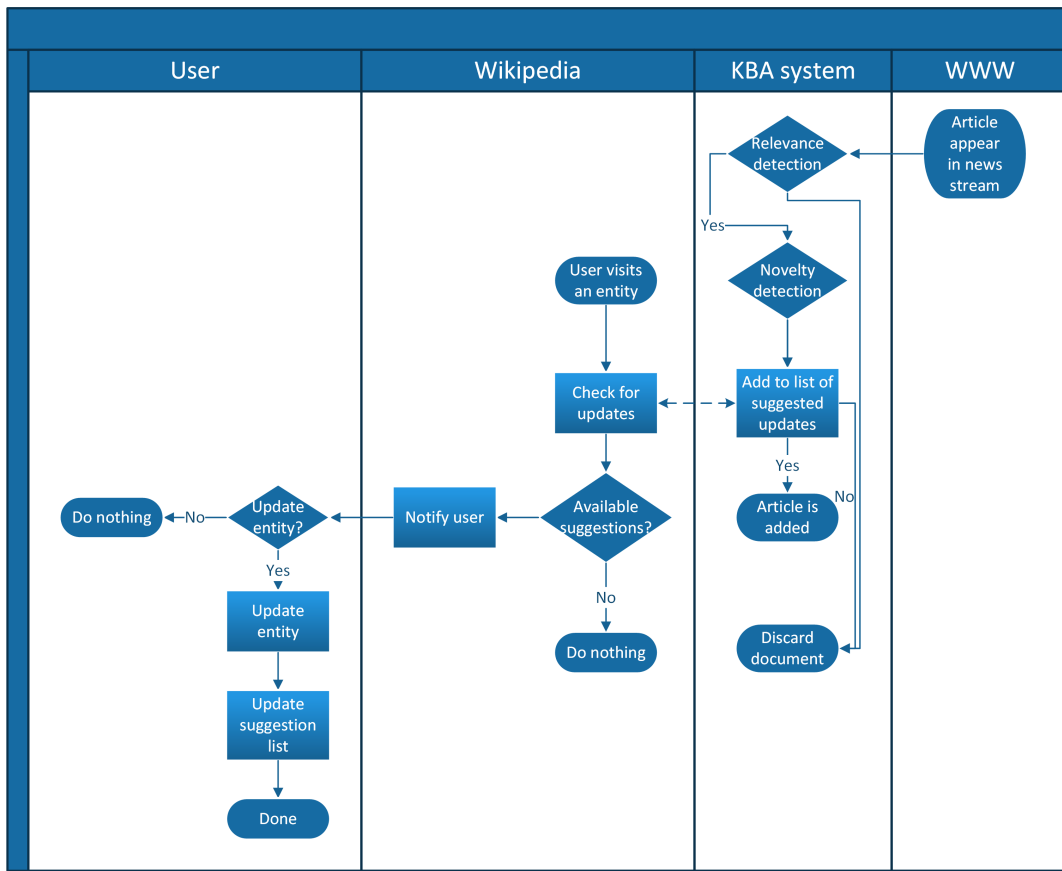 User
Wikipedia
KBA system
WWW
Relevance
detection
Article
appear
in news
stream
Yes
User visits
an entity
Novelty
detection
Check for
updates
Add to list of
suggested
updates
Yes
No
Do nothing
No
Update
entity?
Notify user
Available
suggestions?
Article is
added
Yes
No
Update
entity
Do nothing
Discard
document
Update
suggestion
list
Done